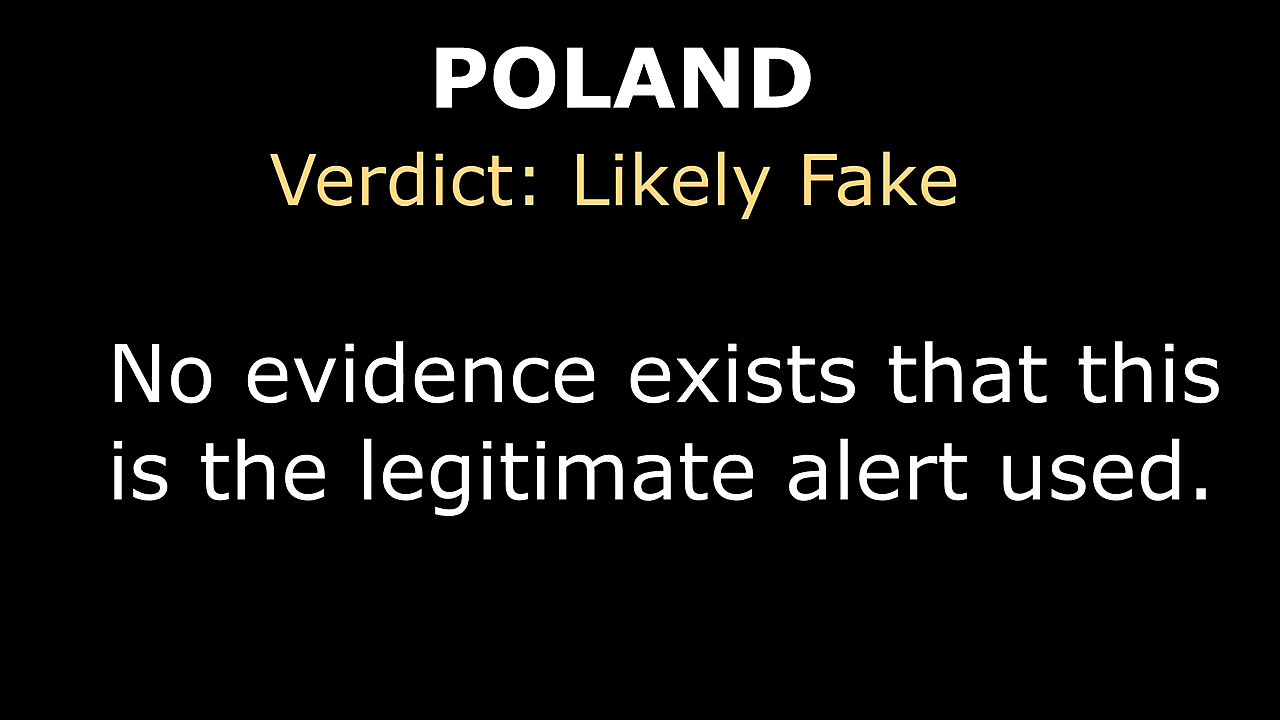 POLAND
Verdict: Likely Fake
No evidence exists that this
is the legitimate alert used.